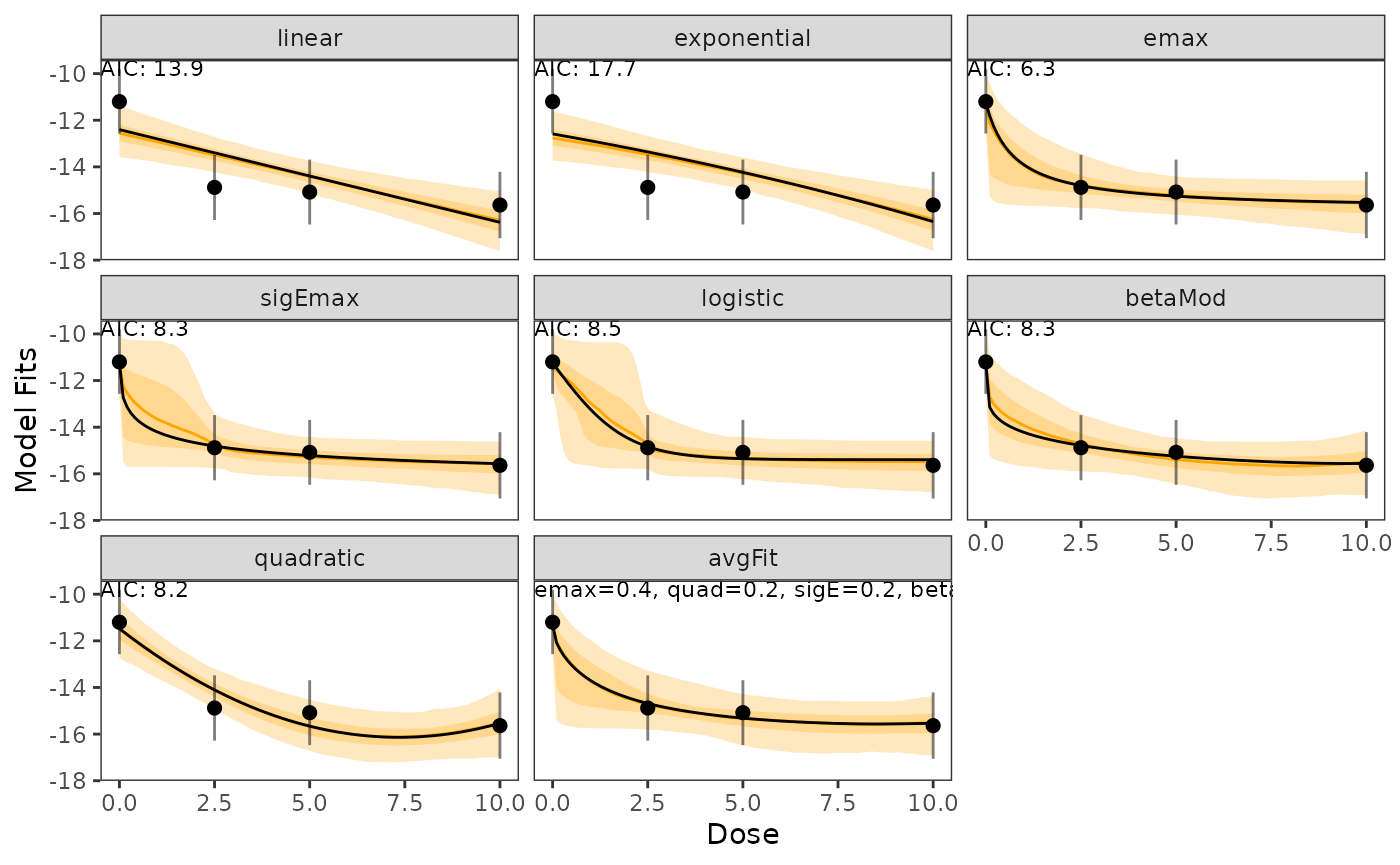 linear exponential emax
AIC: 13.9 AIC: 17.7 AIC: 6.3
-10
-12
-14
-16
-18
sigEmax logistic betaMod
AIC: 8.3 AIC: 8.5 AIC: 8.3
-10
-12
-14
-16
-18
0.0 2.5 5.0 7.5 10.0
quadratic avgFit
AIC: 8.2 emax=0.4, quad=0.2, sigE=0.2, beta
-10
-12
-14
-16
-18
0.0 2.5 5.0 7.5 10.0 0.0 2.5 5.0 7.5 10.0
Dose
Model Fits